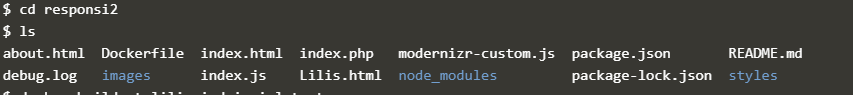 $ cd responsi2
$ ls
about.html Dockerfile index.html index.php modernizr-custom.js package.json README.md
debug.log images index.js Lilis.html node_modules package-lock.json styles